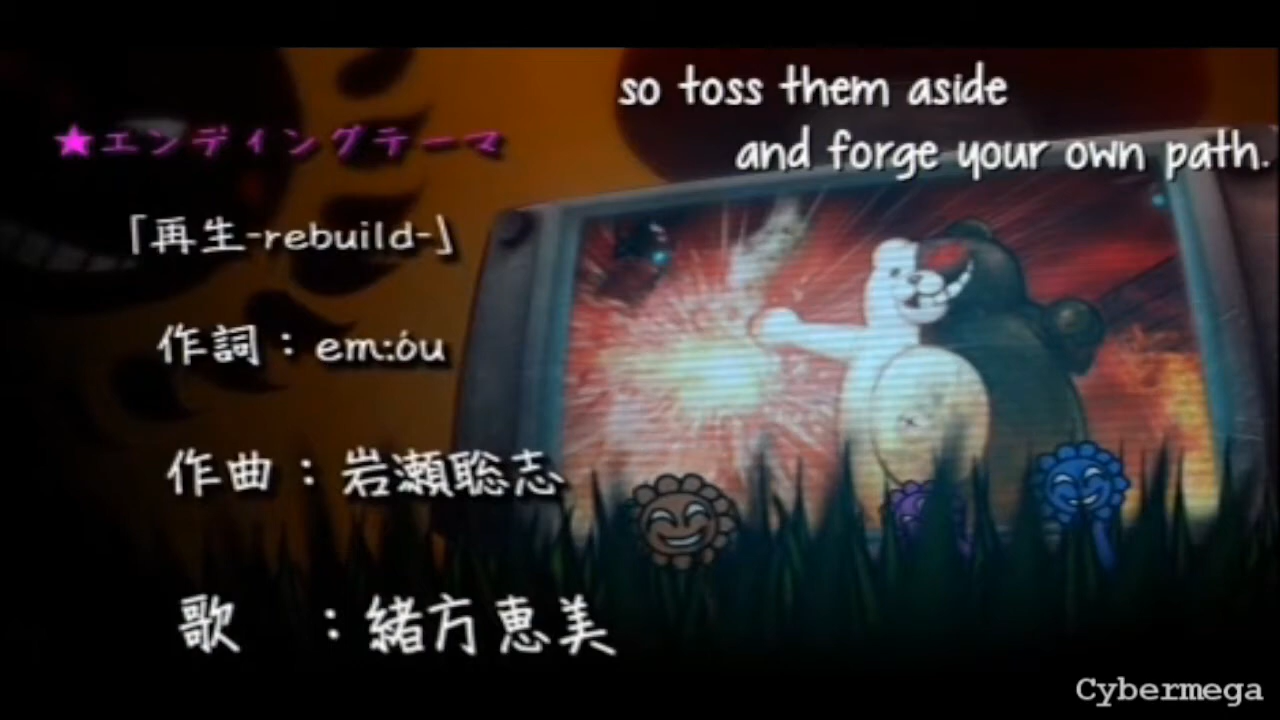 so toss them aside
and forge your own path.
★エンディングテーマ
「再生-rebuild-」
作詞：em:óu
作曲：岩瀬聡志
歌　：緒方恵美
Cybermega